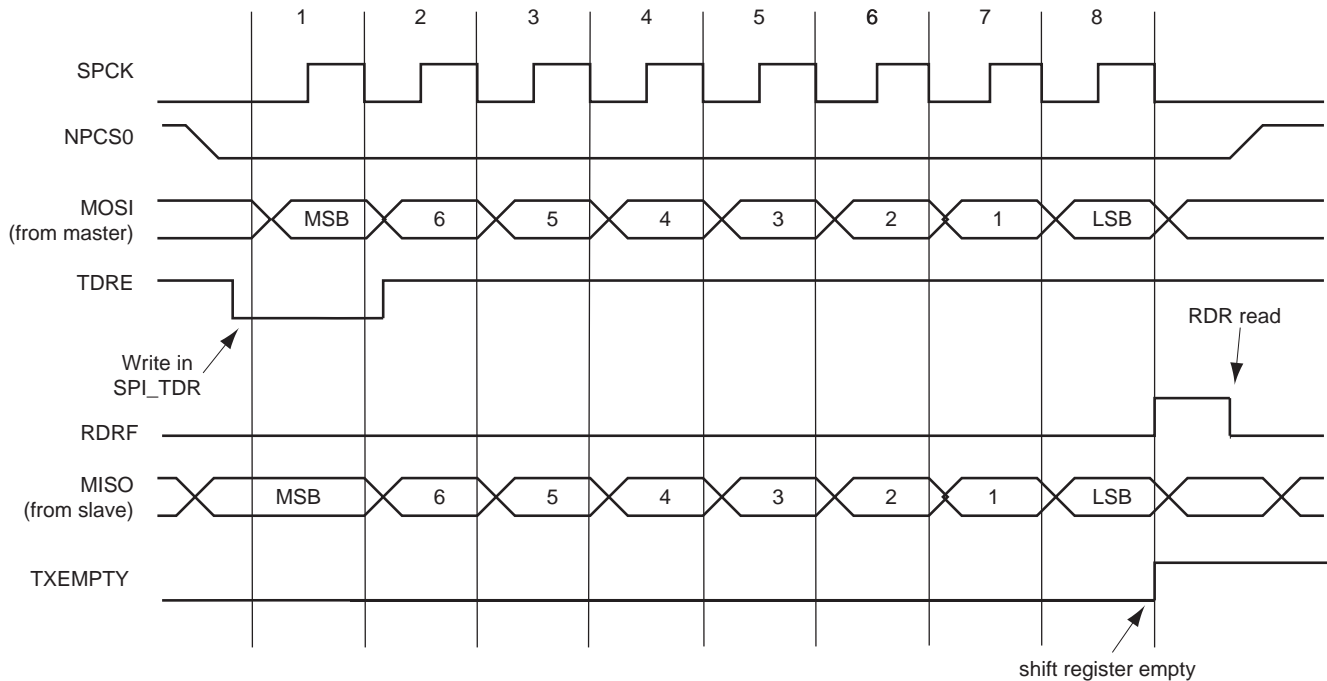 1 2 3 4 5 6 7 8
SPCK
NPCS0
MOSI
(from master)
MSB 6 5 4 3 2 1 LSB
TDRE
RDR read
Write in
SPI_TDR
RDRF
MISO
(from slave)
MSB 6 5 4 3 2 1 LSB
TXEMPTY
shift register empty